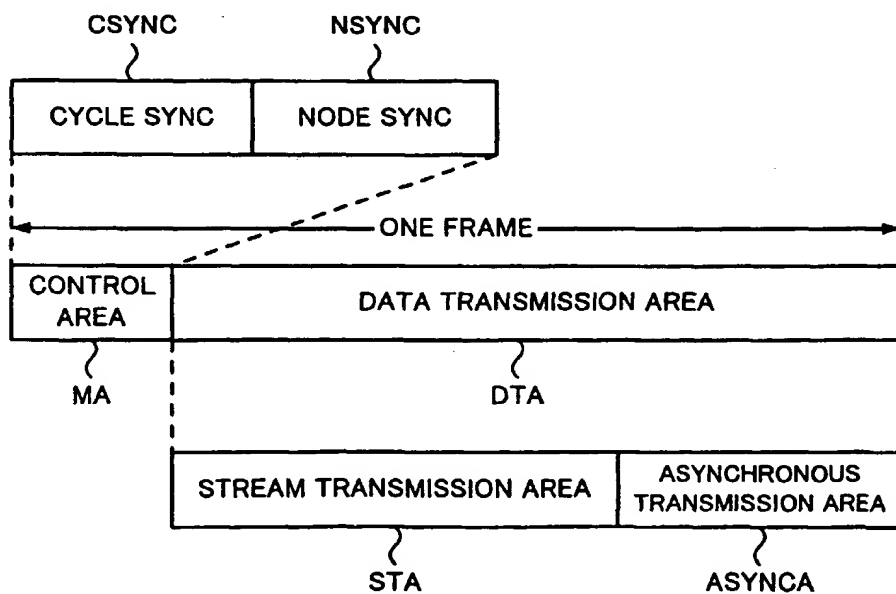 CSYNC NSYNC
CYCLE SYNC NODE SYNC
ONE FRAME
CONTROL
AREA
DATA TRANSMISSION AREA
MA DTA
STREAM TRANSMISSION AREA
ASYNCHRONOUS
TRANSMISSION AREA
STA ASYNCA